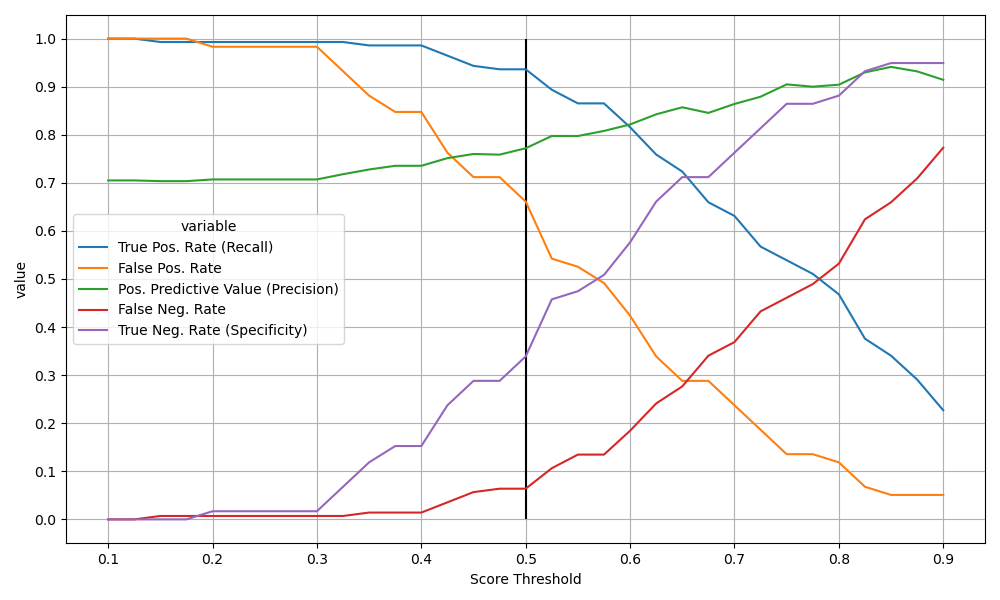 1.0
0.9
0.8
0.7
0.6
0.5
0.4
0.3
0.2
0.1
0.0
value
variable
True Pos. Rate (Recall)
False Pos. Rate
Pos. Predictive Value (Precision)
False Neg. Rate
True Neg. Rate (Specificity)
0.1 0.2 0.3 0.4 0.5 0.6 0.7 0.8 0.9
Score Threshold